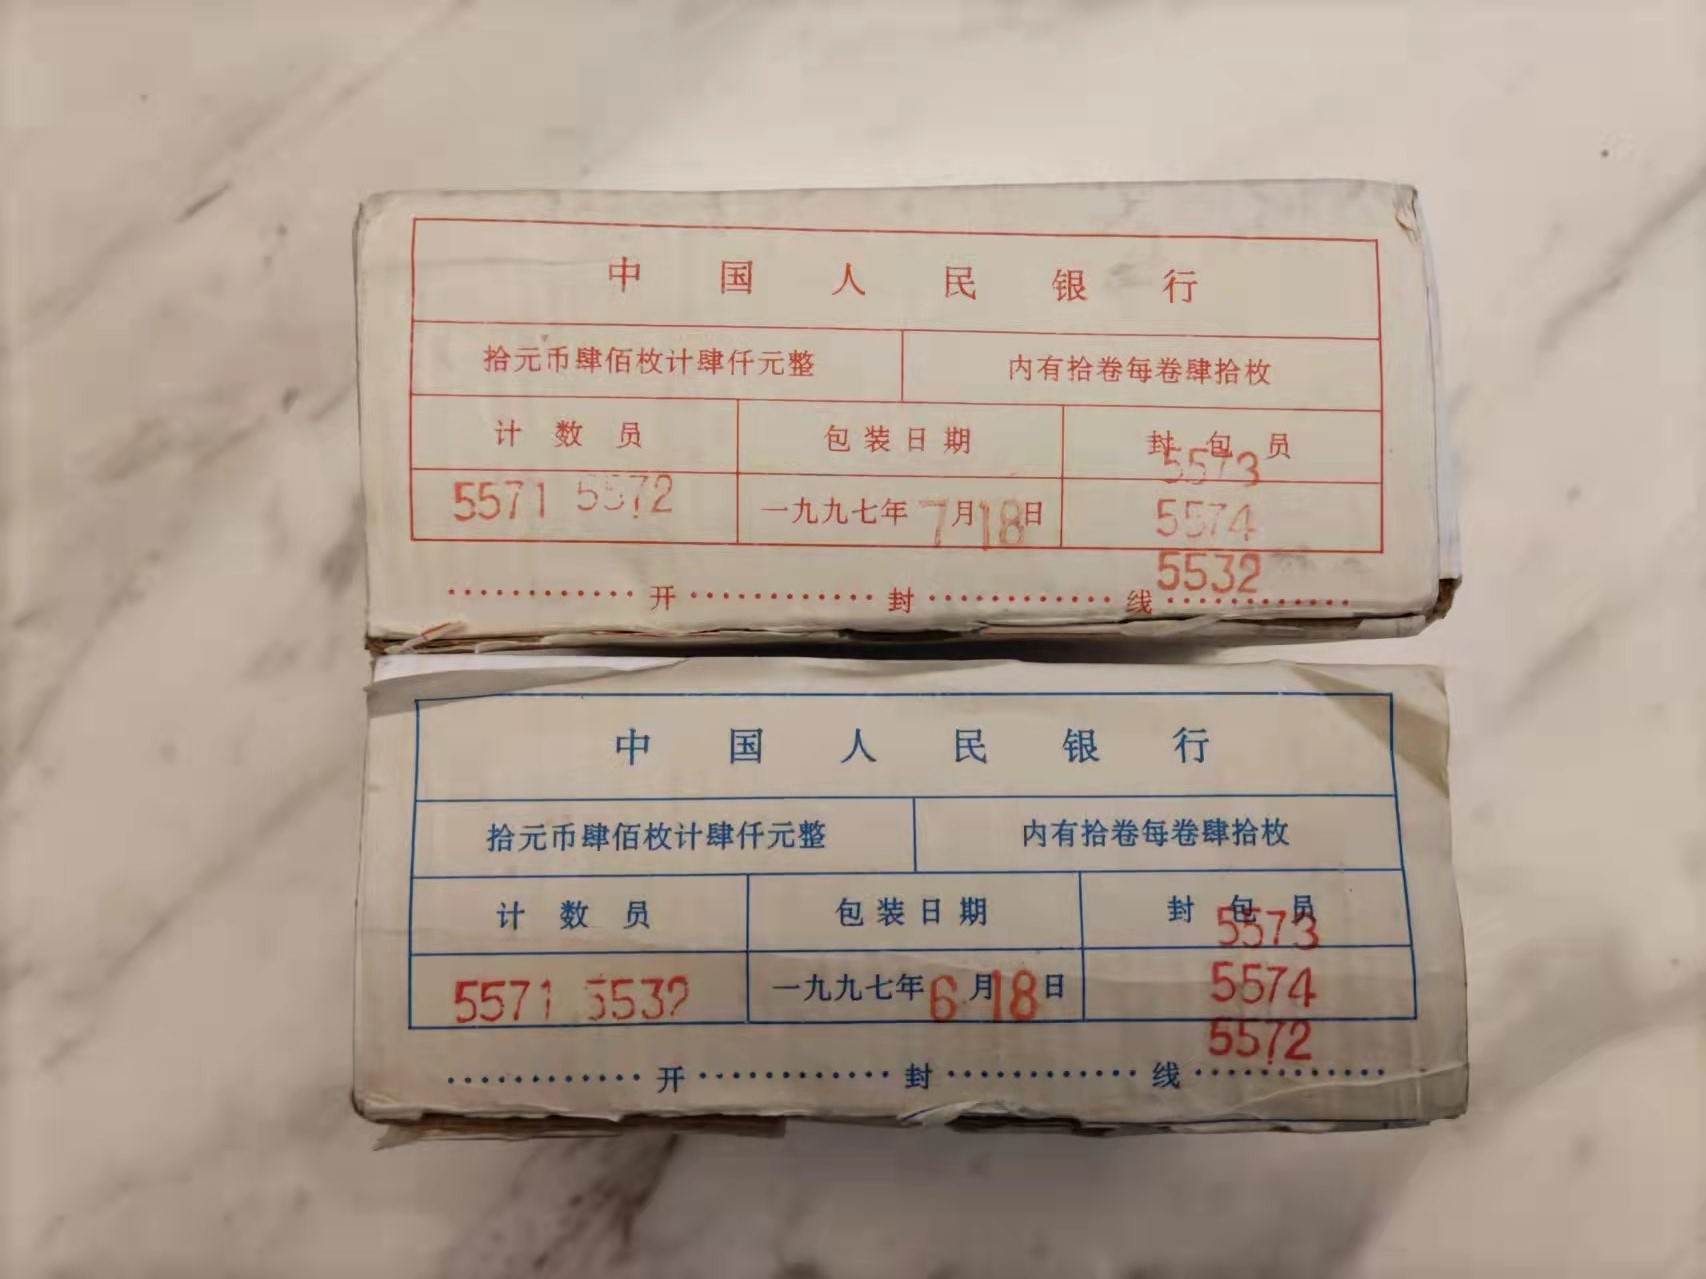 中国人民银行
拾元币肆佰枚计肆仟元整 内有拾卷每卷肆拾枚
计数员 包装日期 封包员
5573
5571 5572 一九九七年7月18日 5574
5532
开封线
中国人民银行
拾元币肆佰枚计肆仟元整 内有拾卷每卷肆拾枚
计数员 包装日期 封包员
5573
5571 5532 一九九七年6月18日 5574
5572
开封线